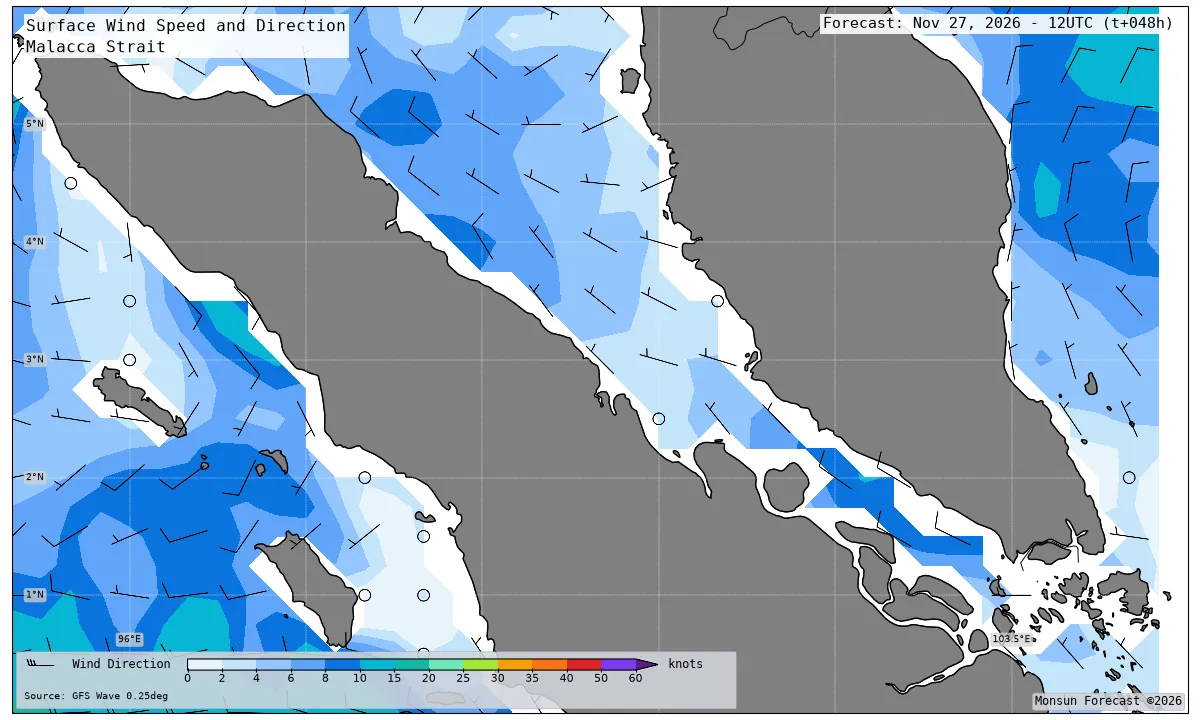 Surface Wind Speed and Direction
Malacca Strait
Forecast: Nov 27, 2026 - 12UTC (t+048h)
5°N
4°N
3°N
2°N
1°N
96°E
103.5°E
Wind Direction
knots
0 2 4 6 8 10 12 15 20 25 30 35 40 50 60
Source: GFS Wave 0.25deg
Monsun Forecast ©2026